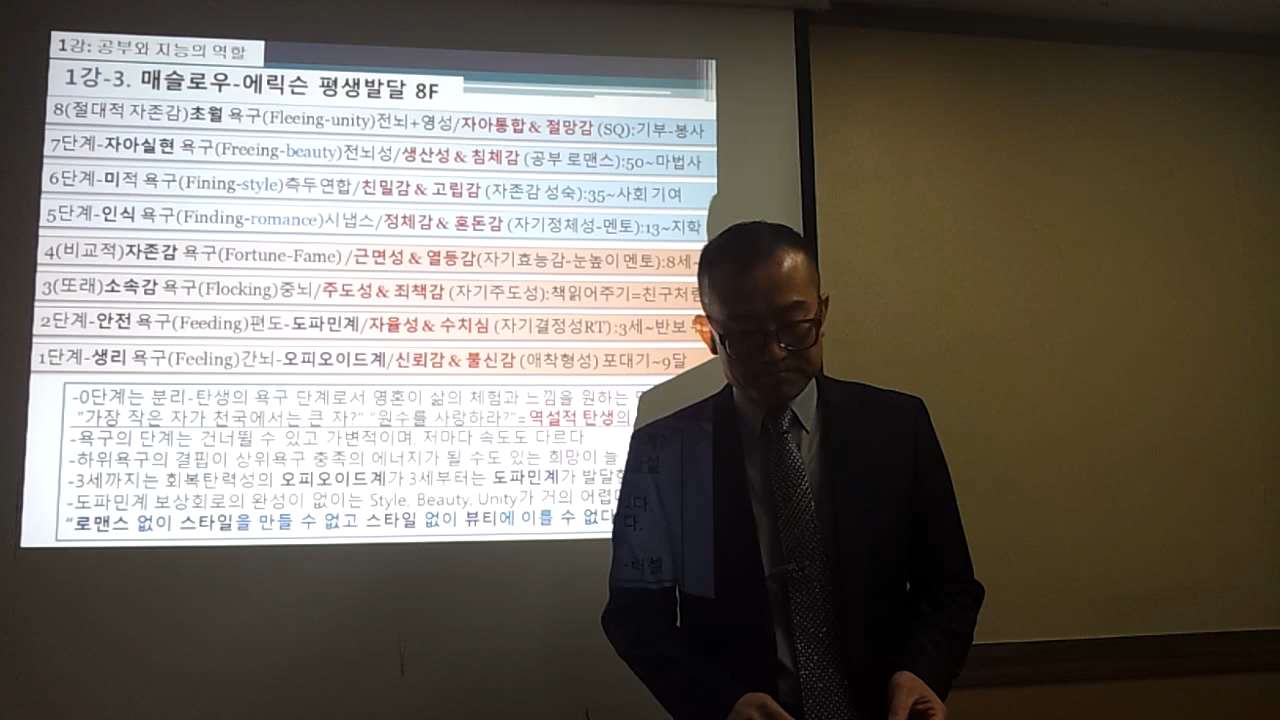 1강: 공부와 지능의 역할
1강-3. 매슬로우-에릭슨 평생발달 8F
8(절대적 자존감)초월 욕구(Fleeing-unity)전뇌+영성/자아통합 & 절망감 (SQ):기부-봉사
7단계-자아실현 욕구(Freeing-beauty)전뇌성/생산성 & 침체감 (공부 로맨스):50~마법사
6단계-미적 욕구(Fining-style)측두연합/친밀감 & 고립감 (자존감 성숙):35~사회 기여
5단계-인식 욕구(Finding-romance)시냅스/정체감 & 혼돈감 (자기정체성-멘토):13~지학
4(비교적)자존감 욕구(Fortune-Fame) /근면성 & 열등감(자기효능감-눈높이 멘토):8세~
3(또래)소속감 욕구(Flocking)중뇌/주도성 & 죄책감 (자기주도성):책읽어주기=친구처럼
2단계-안전 욕구(Feeding)편도-도파민계/자율성 & 수치심 (자기결정성RT):3세~반보
1단계-생리 욕구(Feeling)간뇌-오피오이드계/신뢰감 & 불신감 (애착형성) 포대기~9달
-0단계는 분리-탄생의 욕구 단계로서 영혼이 삶의 체험과 느낌을 원하는
"가장 작은 자가 천국에서는 큰 자?" "원수를 사랑하라?"=역설적 탄생의
-욕구의 단계는 건너뛸 수 있고 가변적이며, 저마다 속도도 다르다
-하위욕구의 결핍이 상위욕구 충족의 에너지가 될 수도 있는 희망이 늘
-3세까지는 회복탄력성의 오피오이드계가 3세부터는 도파민계가 발달한
-도파민계 보상회로의 완성이 없이는 Style, Beauty, Unity가 거의 어렵다.
"로맨스 없이 스타일을 만들 수 없고 스타일 없이 뷰티에 이를 수 없다.
-럭셀